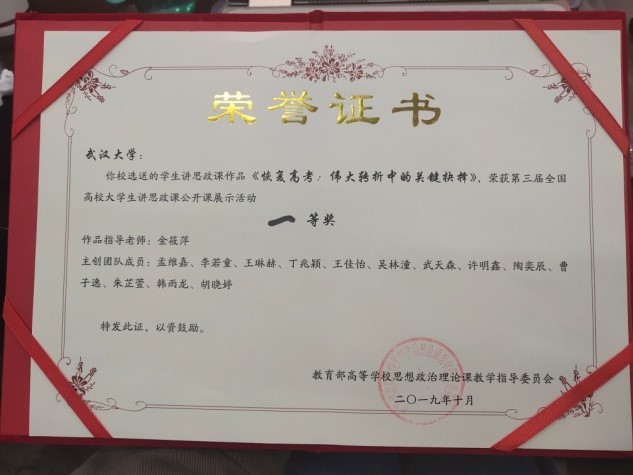 荣誉证书
武汉大学：
你校选送的学生讲思政课作品《恢复高考：伟大转折中的关键抉择》，荣获第三届全国
高校大学生讲思政课公开课展示活动
一等奖
作品指导老师：金筱萍
主创团队成员：孟维嘉、李若童、王琳赫、丁兆颖、王佳怡、吴林潼、武天森、许明鑫、陶奕辰、曹
子逸、朱芷萱、韩雨龙、胡晓婷
特发此证，以资鼓励。
教育部高等学校思想政治理论课教学指导委员会
二〇一九年十月